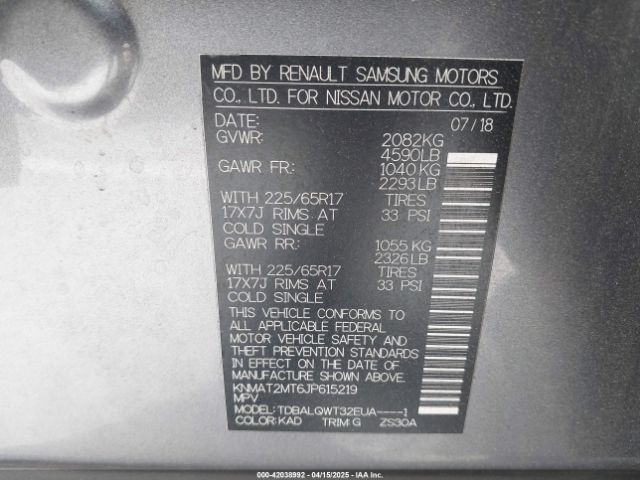 MFD BY RENAULT SAMSUNG MOTORS
CO., LTD. FOR NISSAN MOTOR CO., LTD.
DATE: 07/18
GVWR: 2082KG
4590LB
GAWR FR: 1040 KG
2293 LB
WITH 225/65R17 TIRES
17X7J RIMS AT 33 PSI
COLD SINGLE
GAWR RR: 1055 KG
2326 LB
WITH 225/65R17 TIRES
17X7J RIMS AT 33 PSI
COLD SINGLE
THIS VEHICLE CONFORMS TO
ALL APPLICABLE FEDERAL
MOTOR VEHICLE SAFETY AND
THEFT PREVENTION STANDARDS
IN EFFECT ON THE DATE OF
MANUFACTURE SHOWN ABOVE.
KNMAT2MT6JP615219
MPV
MODEL: TDBALQWT32EUA----1
COLOR: KAD TRIM: G ZS30A
000-42038992 04/15/2025 IAA Inc.